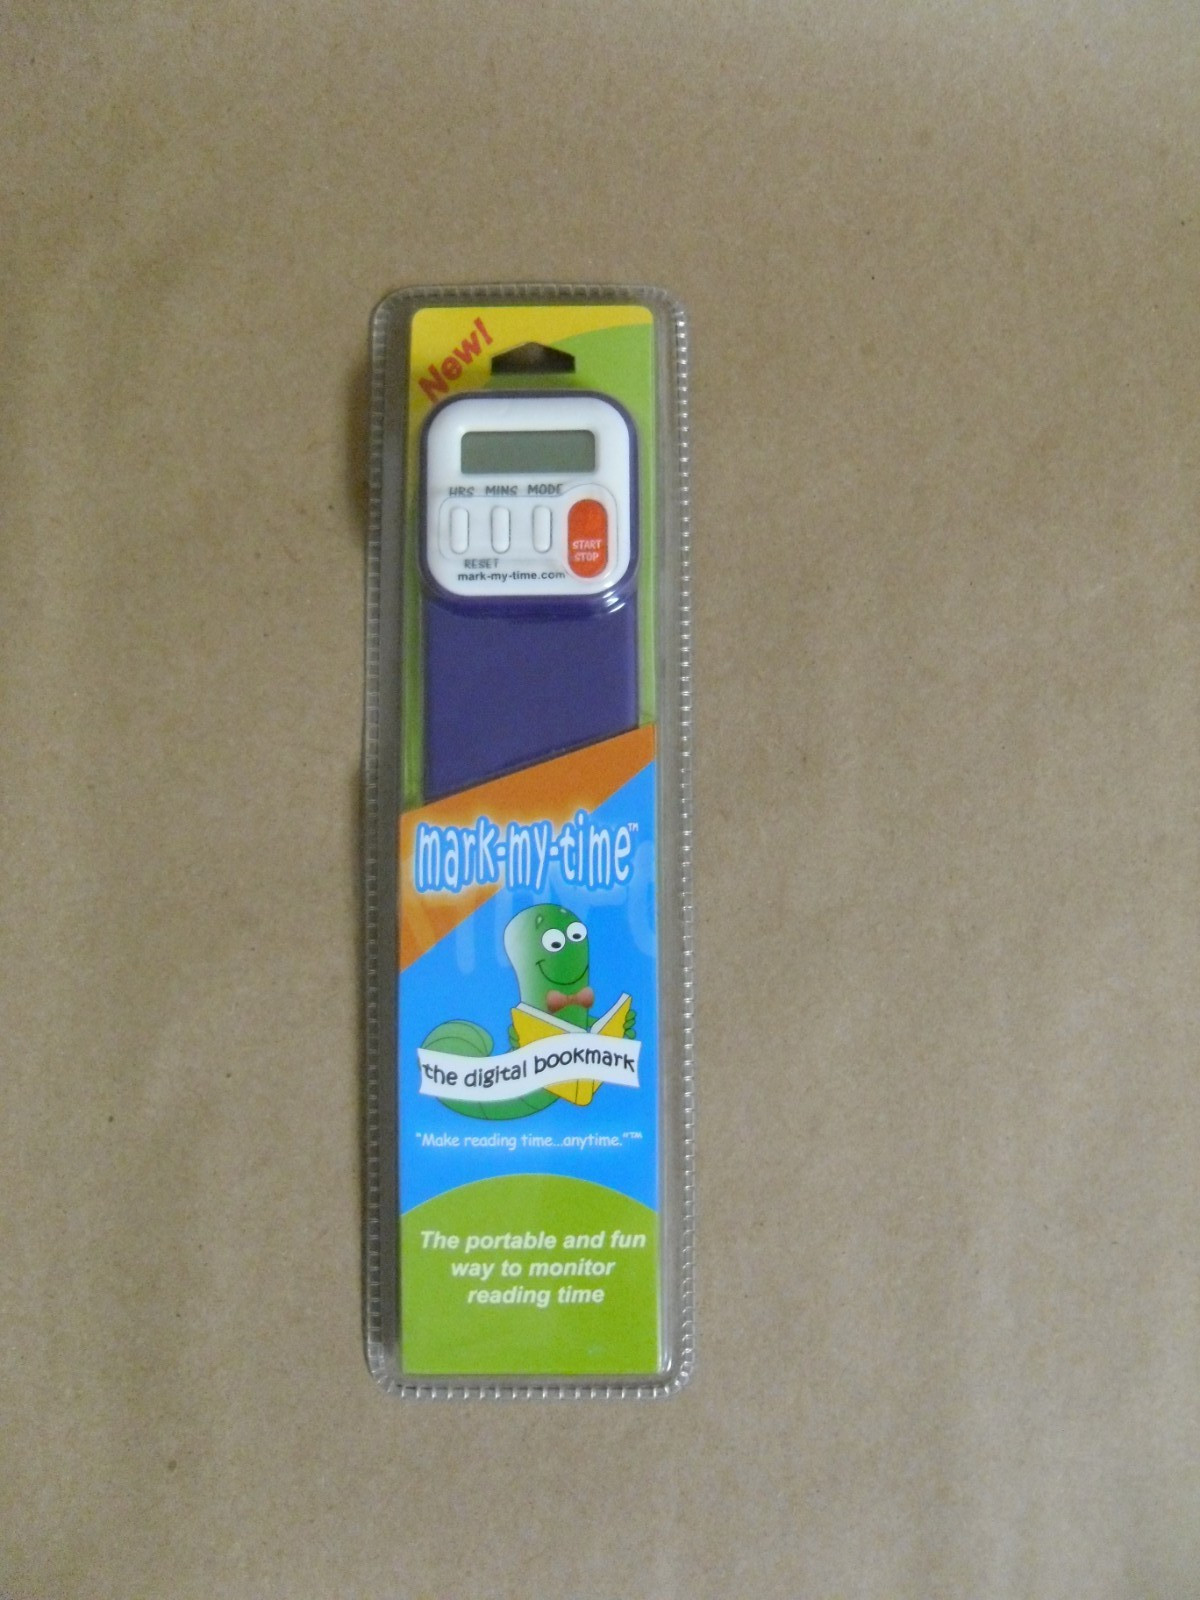 New!
HRS MINS MODE
START
STOP
RESET
mark-my-time.com
mark-my-time™
the digital bookmark
"Make reading time...anytime."™
The portable and fun
way to monitor
reading time